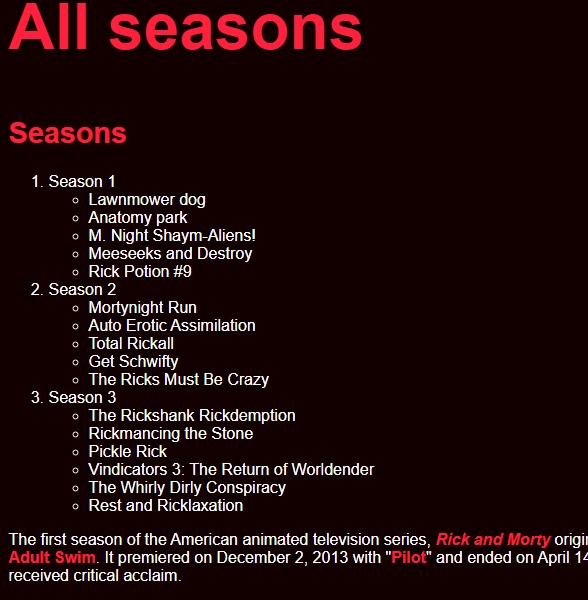 All seasons
Seasons
1. Season 1
Lawnmower dog
Anatomy park
M. Night Shaym-Aliens!
Meeseeks and Destroy
Rick Potion #9
2. Season 2
Mortynight Run
Auto Erotic Assimilation
Total Rickall
Get Schwifty
The Ricks Must Be Crazy
3. Season 3
The Rickshank Rickdemption
Rickmancing the Stone
Pickle Rick
Vindicators 3: The Return of Worldender
The Whirly Dirly Conspiracy
Rest and Ricklaxation
The first season of the American animated television series, Rick and Morty
Adult Swim. It premiered on December 2, 2013 with "Pilot" and ended on April
received critical acclaim.